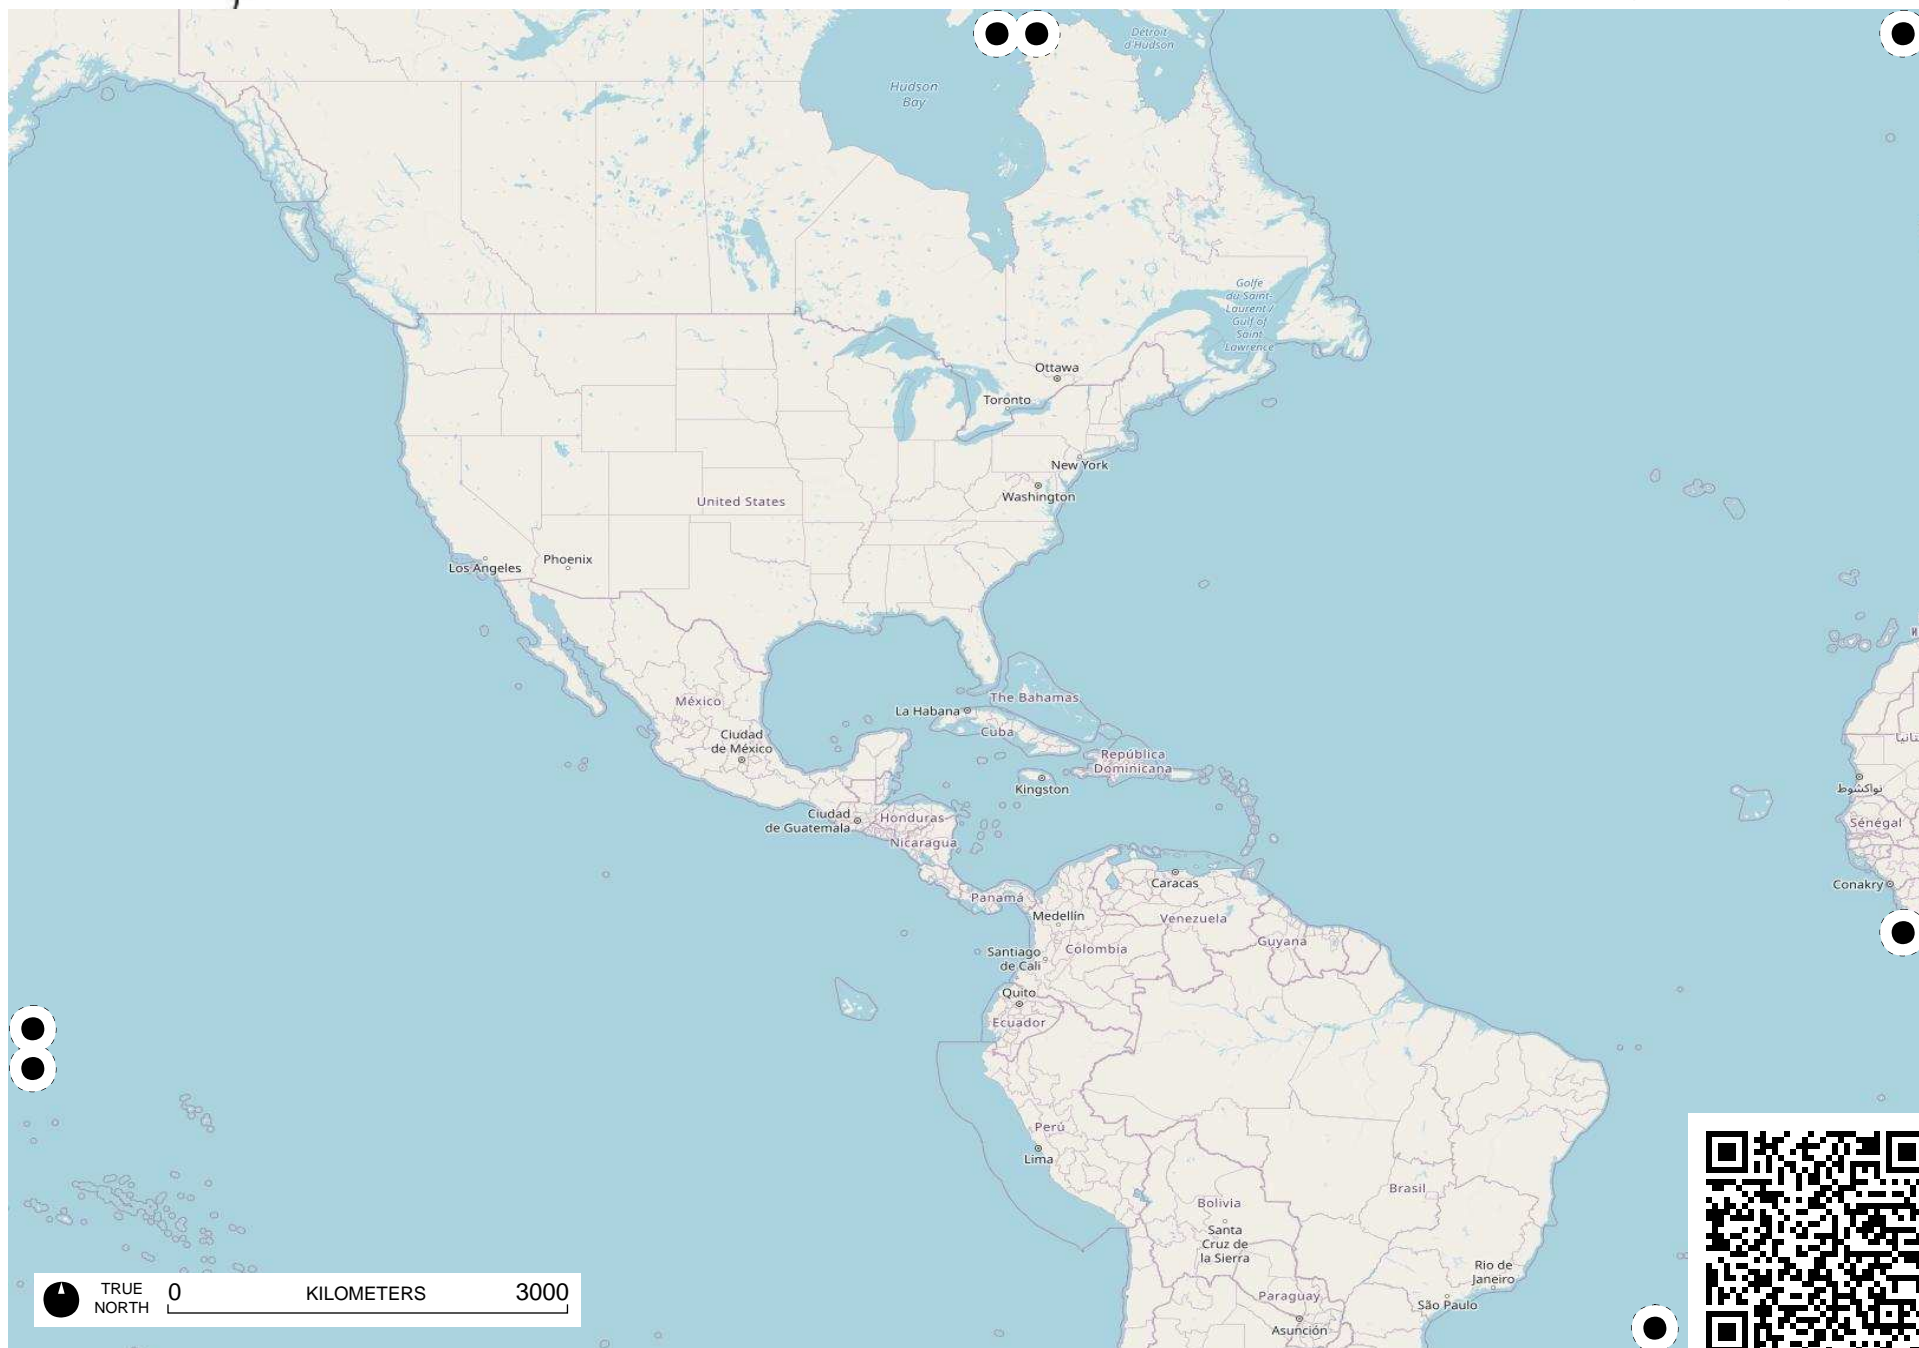 Détroit
d'Hudson
Hudson
Bay
Golfe
du Saint-
Laurent /
Gulf of
Saint
Lawrence
Ottawa
Toronto
New York
Washington
United States
Los Angeles
Phoenix
México
Ciudad
de México
La Habana
The Bahamas
Cuba
República
Dominicana
Kingston
Ciudad
de Guatemala
Honduras
Nicaragua
نواكشوط
Sénégal
Conakry
Caracas
Panamá
Medellín
Venezuela
Guyana
Santiago
de Cali
Colombia
Quito
Ecuador
Perú
Lima
Brasil
Bolivia
Santa
Cruz de
la Sierra
Rio de
Janeiro
São Paulo
Paraguay
Asunción
TRUE
NORTH
0 KILOMETERS 3000